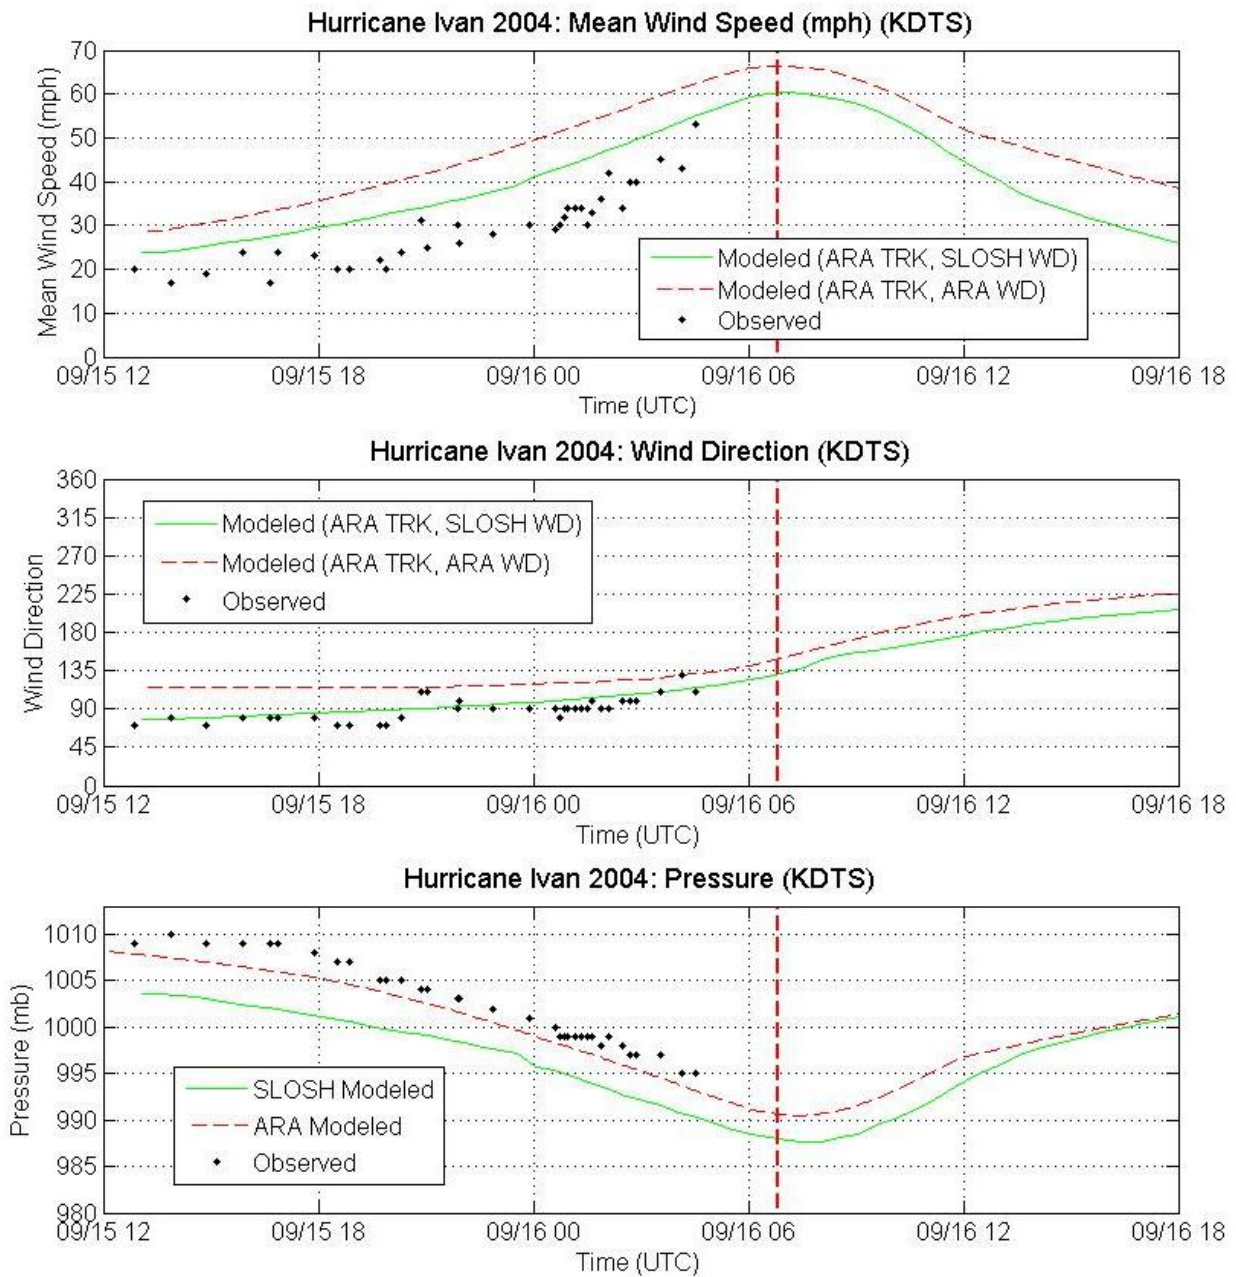 Hurricane Ivan 2004: Mean Wind Speed (mph) (KDTS)
Mean Wind Speed (mph)
70
60
50
40
30
20
10
0
Modeled (ARA TRK, SLOSH WD)
Modeled (ARA TRK, ARA WD)
Observed
09/15 12 09/15 18 09/16 00 09/16 06 09/16 12 09/16 18
Time (UTC)
Hurricane Ivan 2004: Wind Direction (KDTS)
Wind Direction
360
315
270
225
180
135
90
45
0
Modeled (ARA TRK, SLOSH WD)
Modeled (ARA TRK, ARA WD)
Observed
09/15 12 09/15 18 09/16 00 09/16 06 09/16 12 09/16 18
Time (UTC)
Hurricane Ivan 2004: Pressure (KDTS)
Pressure (mb)
1010
1005
1000
995
990
985
980
SLOSH Modeled
ARA Modeled
Observed
09/15 12 09/15 18 09/16 00 09/16 06 09/16 12 09/16 18
Time (UTC)